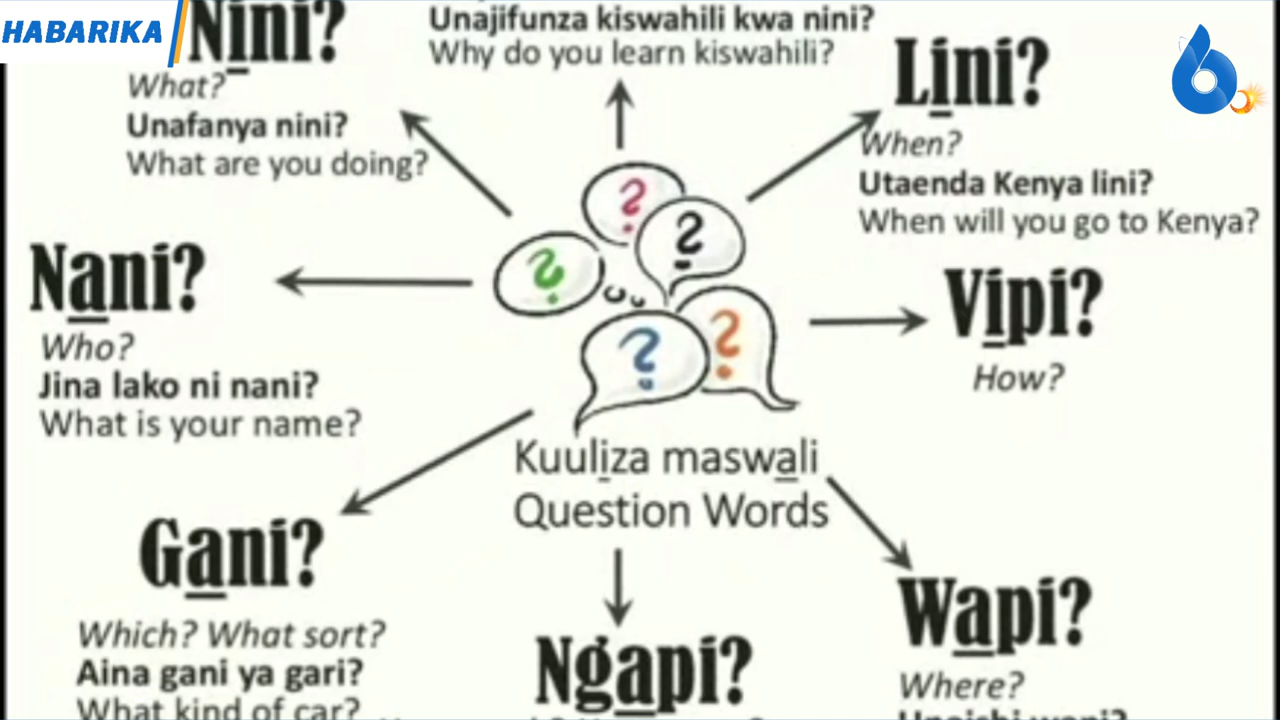 HABARIKA
Nini?
What?
Unafanya nini?
What are you doing?
Unajifunza kiswahili kwa nini?
Why do you learn kiswahili?
Lini?
When?
Utaenda Kenya lini?
When will you go to Kenya?
Nani?
Who?
Jina lako ni nani?
What is your name?
Vipi?
How?
Kuuliza maswali
Question Words
Gani?
Which? What sort?
Aina gani ya gari?
What kind of car?
Ngapi?
Wapi?
Where?